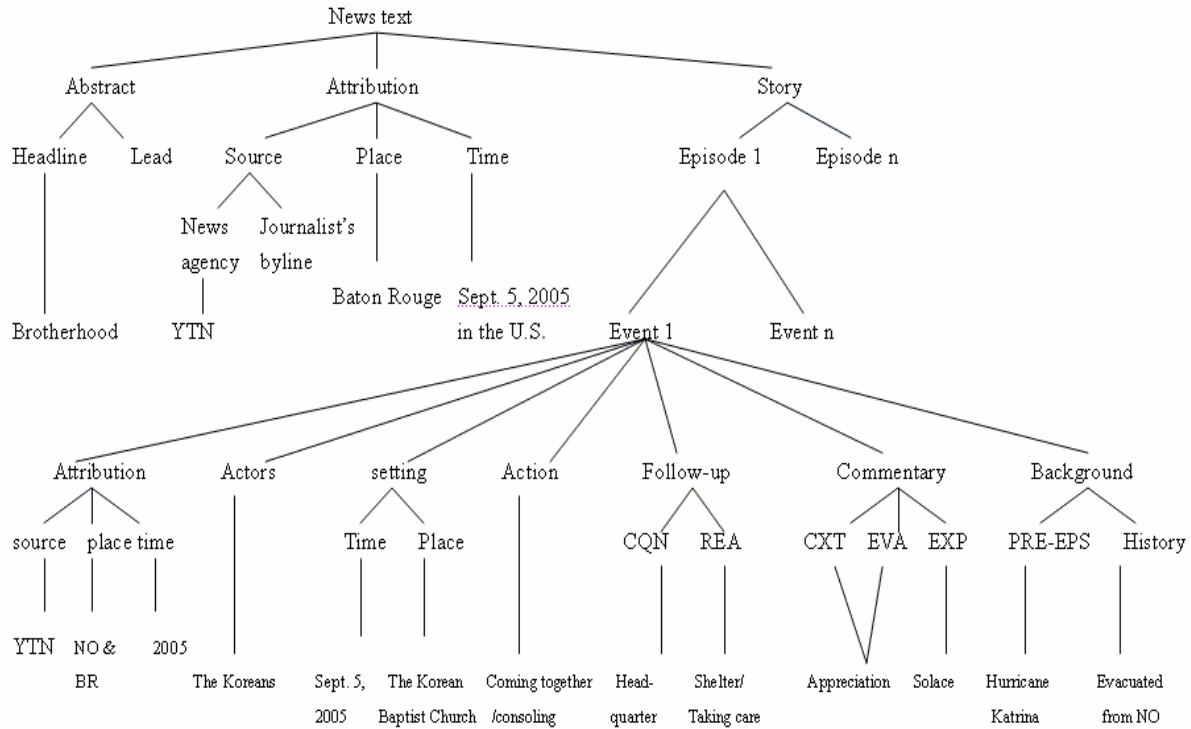 News text
Abstract Attribution Story
Headline Lead Source Place Time Episode 1 Episode n
News Journalist's
agency byline
Baton Rouge Sept. 5, 2005
Brotherhood YTN in the U.S. Event 1 Event n
Attribution Actors setting Action Follow-up Commentary Background
source place time Time Place CQN REA CXT EVA EXP PRE-EPS History
YTN NO & 2005
BR The Koreans Sept. 5, The Korean Coming together Head- Shelter/ Appreciation Solace Hurricane Evacuated
2005 Baptist Church /consoling quarter Taking care Katrina from NO